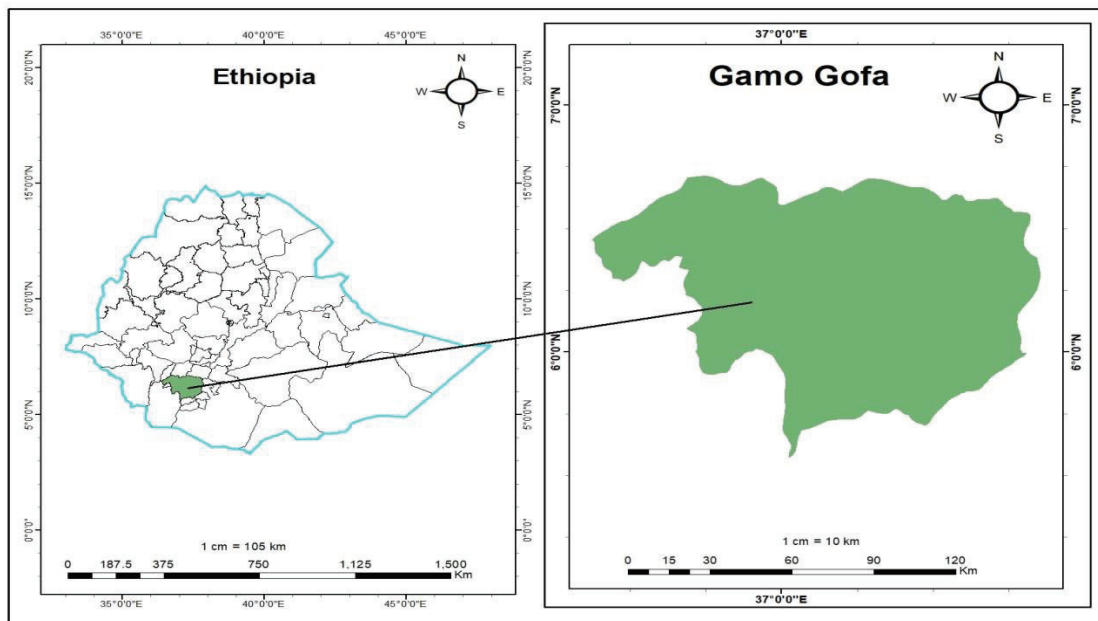 35°0'0"E 40°0'0"E 45°0'0"E
Ethiopia
N
W E
S
20°0'0"N 20°0'0"N
15°0'0"N 15°0'0"N
10°0'0"N 10°0'0"N
5°0'0"N 5°0'0"N
0°0'0" 0°0'0"
1 cm = 105 km
0 187.5 375 750 1,125 1,500
Km
35°0'0"E 40°0'0"E 45°0'0"E
37°0'0"E
Gamo Gofa
N
W E
S
7°0'0"N 7°0'0"N
6°0'0"N 6°0'0"N
1 cm = 10 km
0 15 30 60 90 120
Km
37°0'0"E